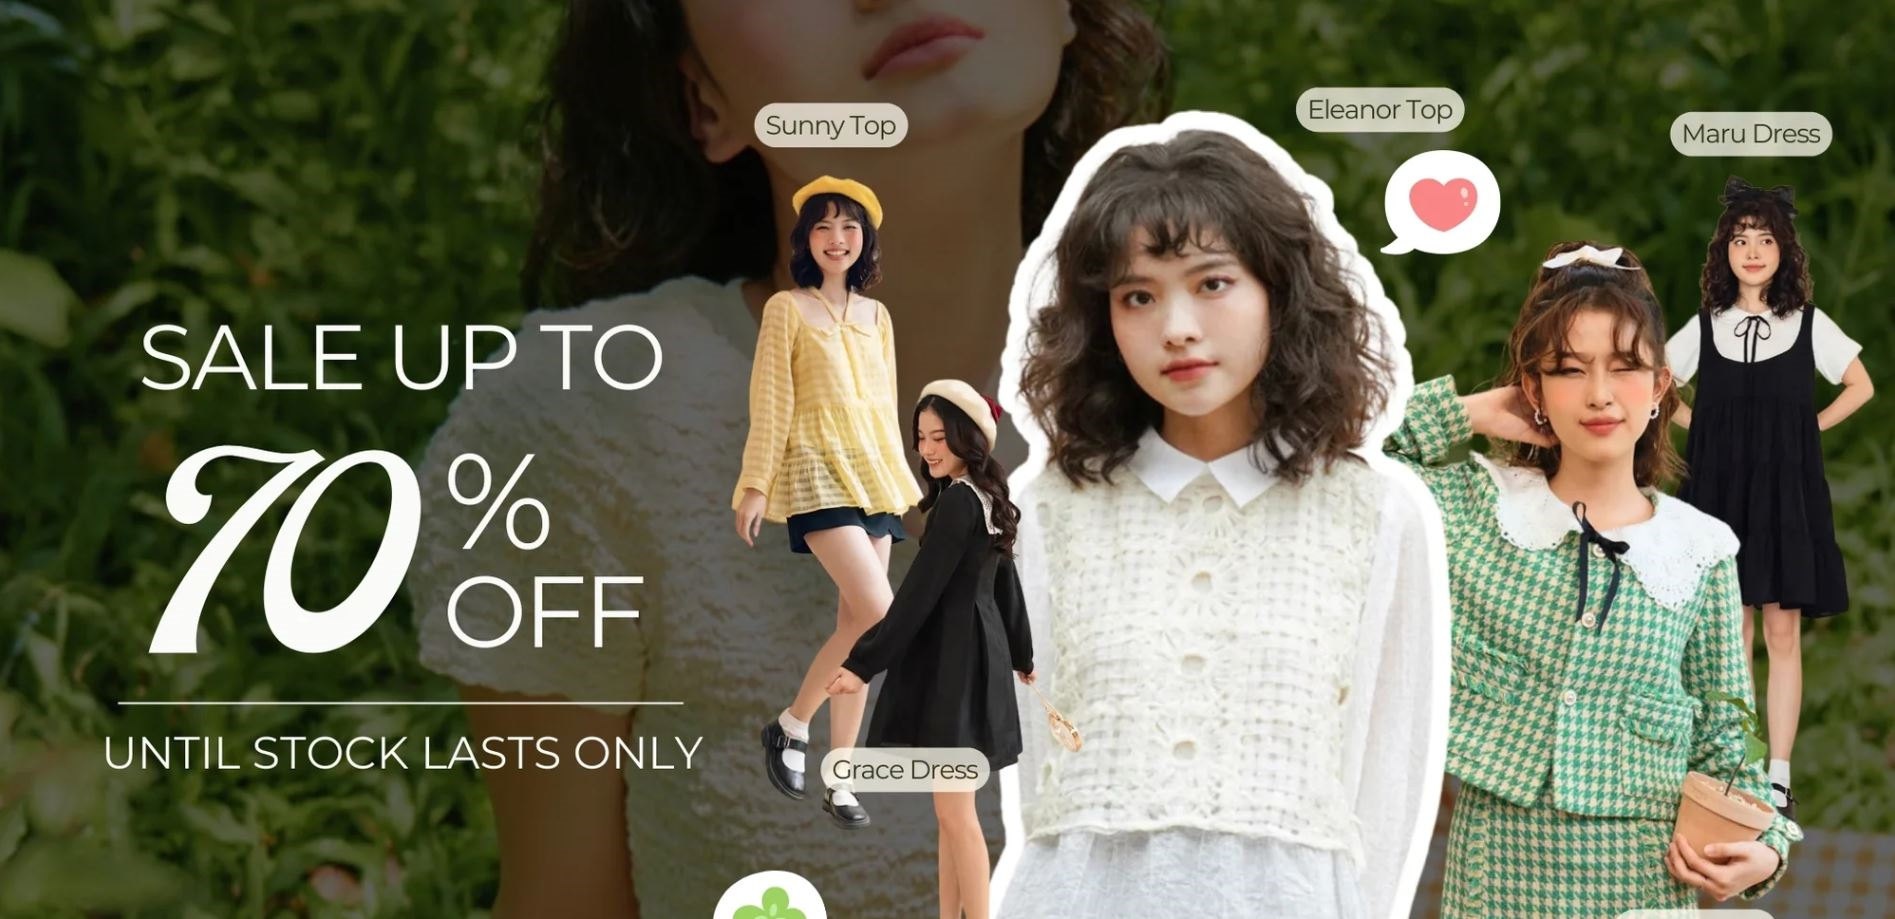 Sunny Top
Eleanor Top
Maru Dress
SALE UP TO
70%
OFF
UNTIL STOCK LASTS ONLY
Grace Dress